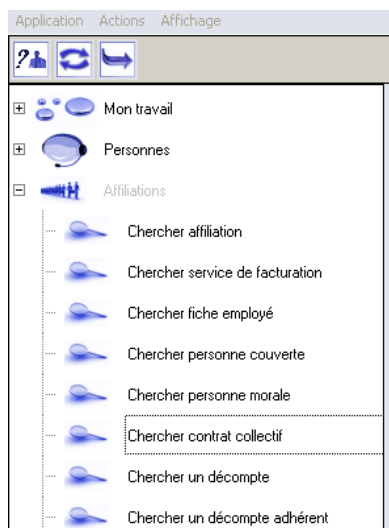 Application Actions Affichage
Mon travail
Personnes
Affiliations
Chercher affiliation
Chercher service de facturation
Chercher fiche employé
Chercher personne couverte
Chercher personne morale
Chercher contrat collectif
Chercher un décompte
Chercher un décompte adhérent